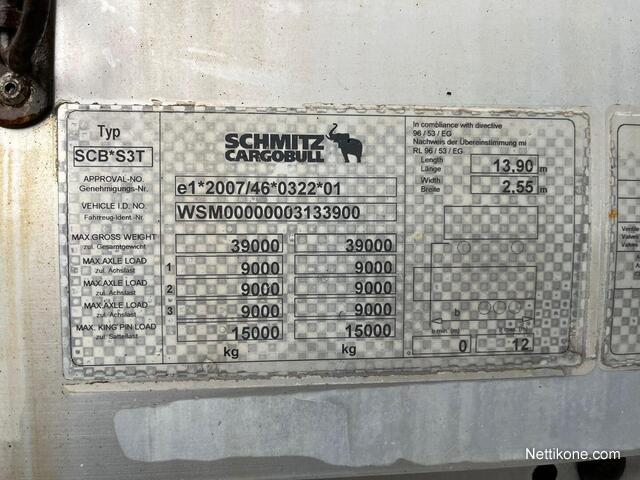 Typ
SCB*S3T
SCHMITZ
CARGOBULL
APPROVAL-NO.
Genehmigungs-Nr.
e1*2007/46*0322*01
VEHICLE I.D. NO.
Fahrzeug-Ident.-Nr.
WSM00000003133900
MAX.GROSS WEIGHT
zul. Gesamtgewicht
39000 39000
MAX.AXLE LOAD
zul. Achslast
1 9000 9000
MAX.AXLE LOAD
zul. Achslast
2 9000 9000
MAX.AXLE LOAD
zul. Achslast
3 9000 9000
MAX. KING PIN LOAD
zul. Sattellast
15000 15000
kg kg
In compliance with directive
96 / 53 / EG
Nachweis der Übereinstimmung mi
RL 96 / 53 / EG
Length
Länge
13.90 m
Width
Breite
2.55 m
b
0 12
Nettikone.com